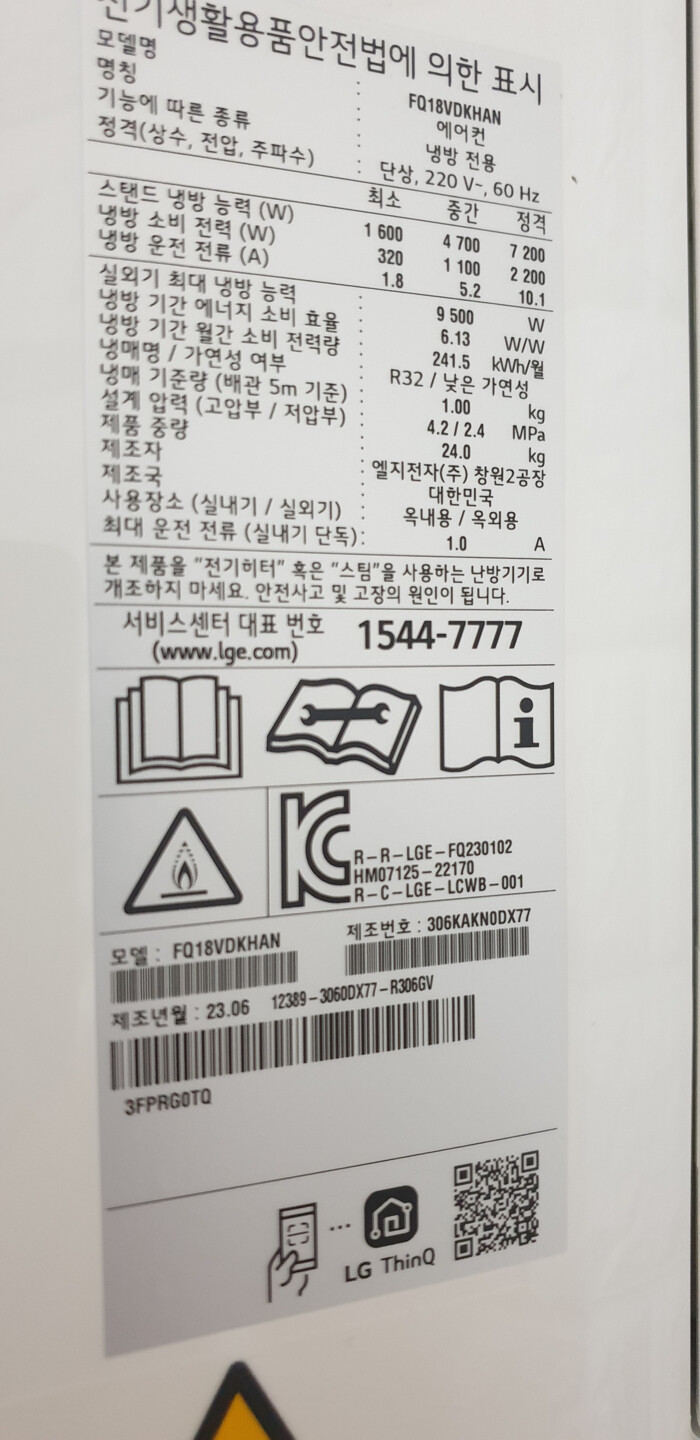 전기생활용품안전법에 의한 표시
모델명 : FQ18VDKHAN
명칭 : 에어컨
기능에 따른 종류 : 냉방 전용
정격(상수, 전압, 주파수) : 단상, 220 V~, 60 Hz
최소 중간 정격
스탠드 냉방 능력 (W) 1 600 4 700 7 200
냉방 소비 전력 (W) 320 1 100 2 200
냉방 운전 전류 (A) 1.8 5.2 10.1
실외기 최대 냉방 능력 : 9 500 W
냉방 기간 에너지 소비 효율 : 6.13 W/W
냉방 기간 월간 소비 전력량 : 241.5 kWh/월
냉매명 / 가연성 여부 : R32 / 낮은 가연성
냉매 기준량 (배관 5m 기준) : 1.00 kg
설계 압력 (고압부 / 저압부) : 4.2 / 2.4 MPa
제품 중량 : 24.0 kg
제조자 : 엘지전자(주) 창원2공장
제조국 : 대한민국
사용장소 (실내기 / 실외기) : 옥내용 / 옥외용
최대 운전 전류 (실내기 단독) : 1.0 A
본 제품을 "전기히터" 혹은 "스팀"을 사용하는 난방기기로
개조하지 마세요. 안전사고 및 고장의 원인이 됩니다.
서비스센터 대표 번호 1544-7777
(www.lge.com)
R-R-LGE-FQ230102
HM07125-22170
R-C-LGE-LCWB-001
모델 : FQ18VDKHAN 제조번호 : 306KAKN0DX77
제조년월 : 23.06 12389-3060DX77-R306GV
3FPRG0TQ
LG ThinQ